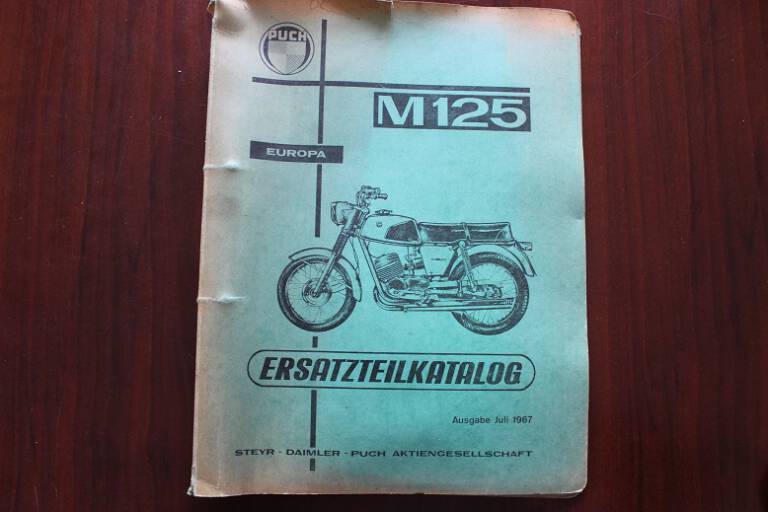 PUCH
M125
EUROPA
ERSATZTEILKATALOG
Ausgabe Juli 1967
STEYR - DAIMLER - PUCH AKTIENGESELLSCHAFT